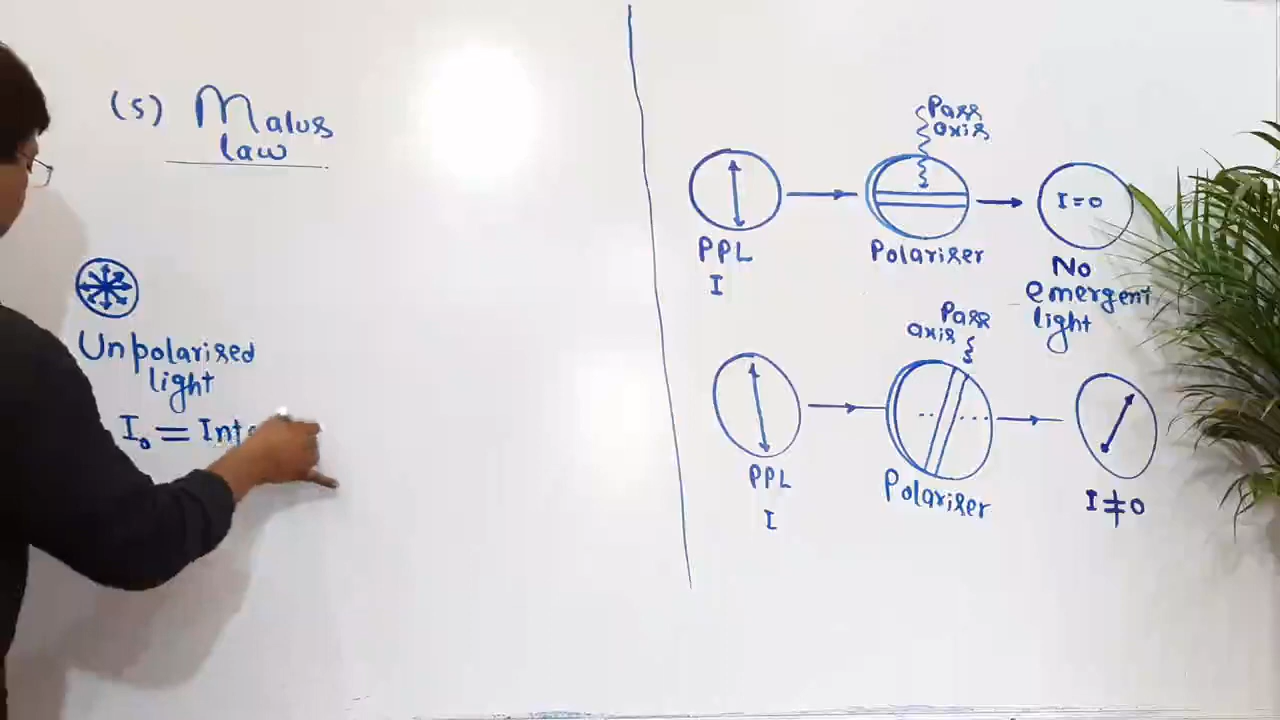 (5) Malus
law
Unpolarised
light
I₀ = Inte
Pass
axis
I=0
PPL
I
Polariser
No
emergent
light
Pass
axis
PPL
I
Polariser
I≠0